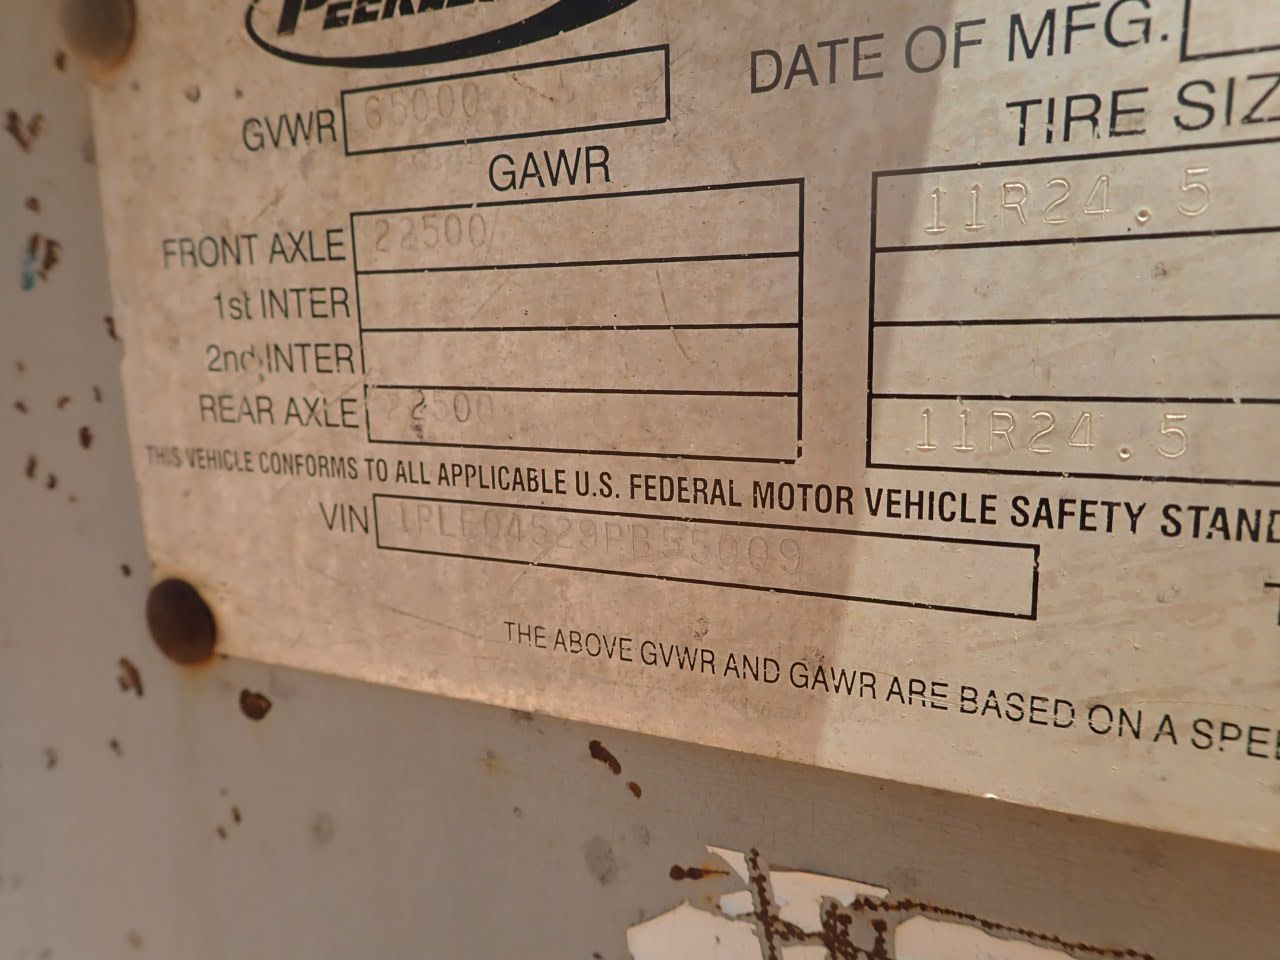 DATE OF MFG.
GVWR 65000
TIRE SIZ
GAWR
FRONT AXLE 22500 11R24.5
1st INTER
2nd INTER
REAR AXLE 22500 11R24.5
THIS VEHICLE CONFORMS TO ALL APPLICABLE U.S. FEDERAL MOTOR VEHICLE SAFETY STAND
VIN 1PLE04529PB55009
THE ABOVE GVWR AND GAWR ARE BASED ON A SPEE